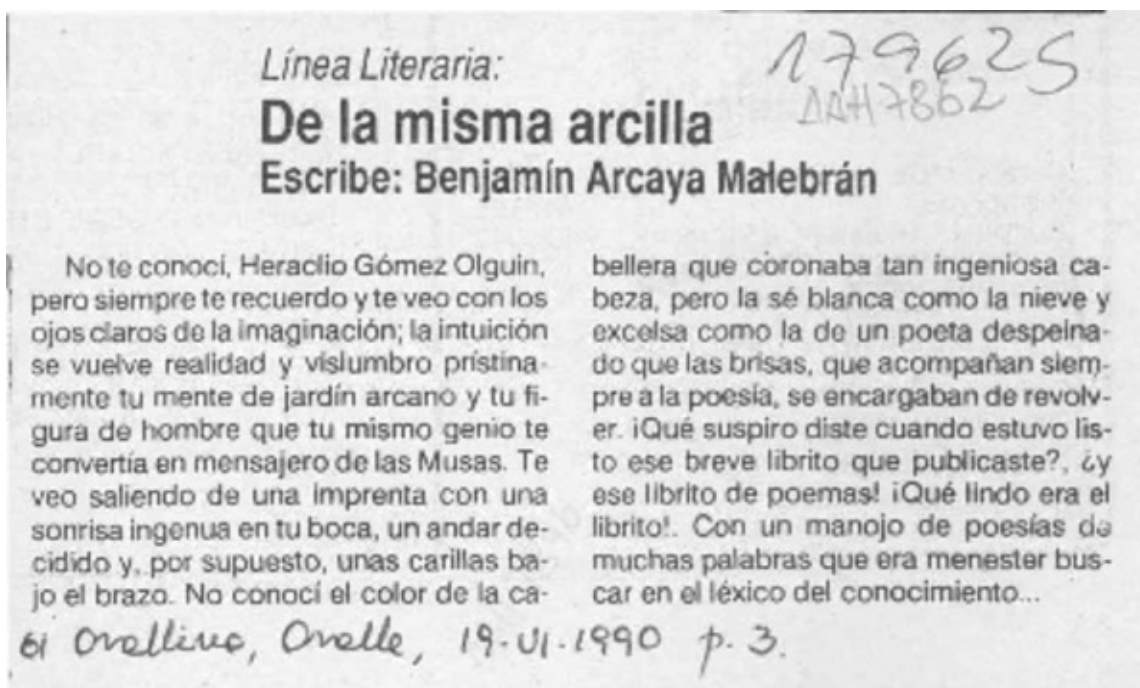 Línea Literaria:
179625
AAH7862
De la misma arcilla
Escribe: Benjamín Arcaya Malebrán
No te conocí, Heraclio Gómez Olguin,
pero siempre te recuerdo y te veo con los
ojos claros de la imaginación; la intuición
se vuelve realidad y vislumbro prístina-
mente tu mente de jardín arcano y tu fi-
gura de hombre que tu mismo genio te
convertía en mensajero de las Musas. Te
veo saliendo de una imprenta con una
sonrisa ingenua en tu boca, un andar de-
cidido y, por supuesto, unas carillas ba-
jo el brazo. No conocí el color de la ca-
bellera que coronaba tan ingeniosa ca-
beza, pero la sé blanca como la nieve y
excelsa como la de un poeta despeina-
do que las brisas, que acompañan siem-
pre a la poesía, se encargaban de revolv-
er. ¡Qué suspiro diste cuando estuvo lis-
to ese breve librito que publicaste?, ¿y
ese librito de poemas! ¡Qué lindo era el
librito!. Con un manojo de poesías de
muchas palabras que era menester bus-
car en el léxico del conocimiento...
El Ovallino, Ovalle, 19-VI-1990 p. 3.